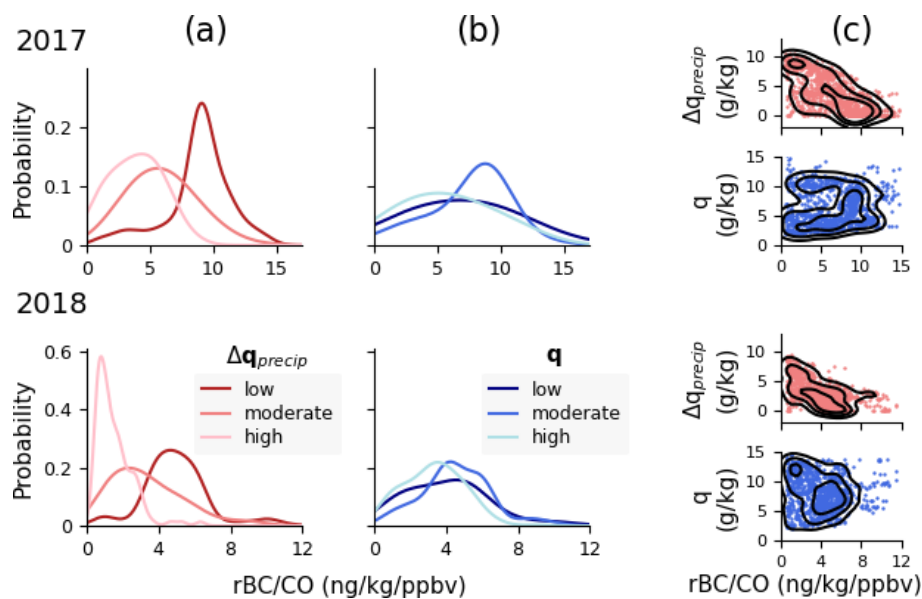 2017
(a)
(b)
(c)
Probability
0.2
0.1
0
0 5 10 15
0 5 10 15
Δq_precip
(g/kg)
10
5
0
q
(g/kg)
15
10
5
0
0 5 10 15
2018
Probability
0.6
0.4
0.2
0
Δq_precip
low
moderate
high
0 4 8 12
q
low
moderate
high
0 4 8 12
Δq_precip
(g/kg)
10
5
0
q
(g/kg)
15
10
5
0
0 4 8 12
rBC/CO (ng/kg/ppbv)
rBC/CO (ng/kg/ppbv)